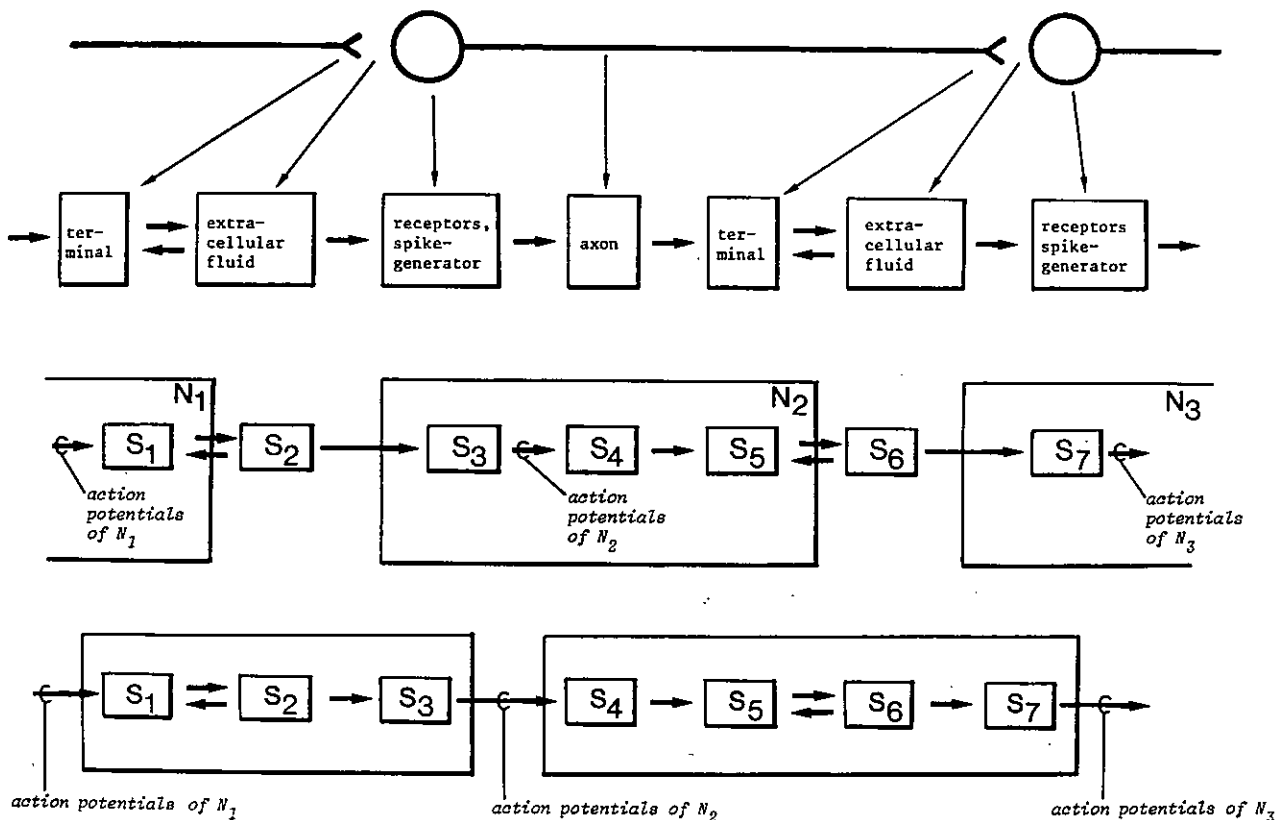 ter-
minal
extra-
cellular
fluid
receptors,
spike-
generator
axon
ter-
minal
extra-
cellular
fluid
receptors
spike-
generator
N1
N2
N3
S1
S2
S3
S4
S5
S6
S7
action
potentials
of N1
action
potentials
of N2
action
potentials
of N3
S1
S2
S3
S4
S5
S6
S7
action potentials of N1
action potentials of N2
action potentials of N3